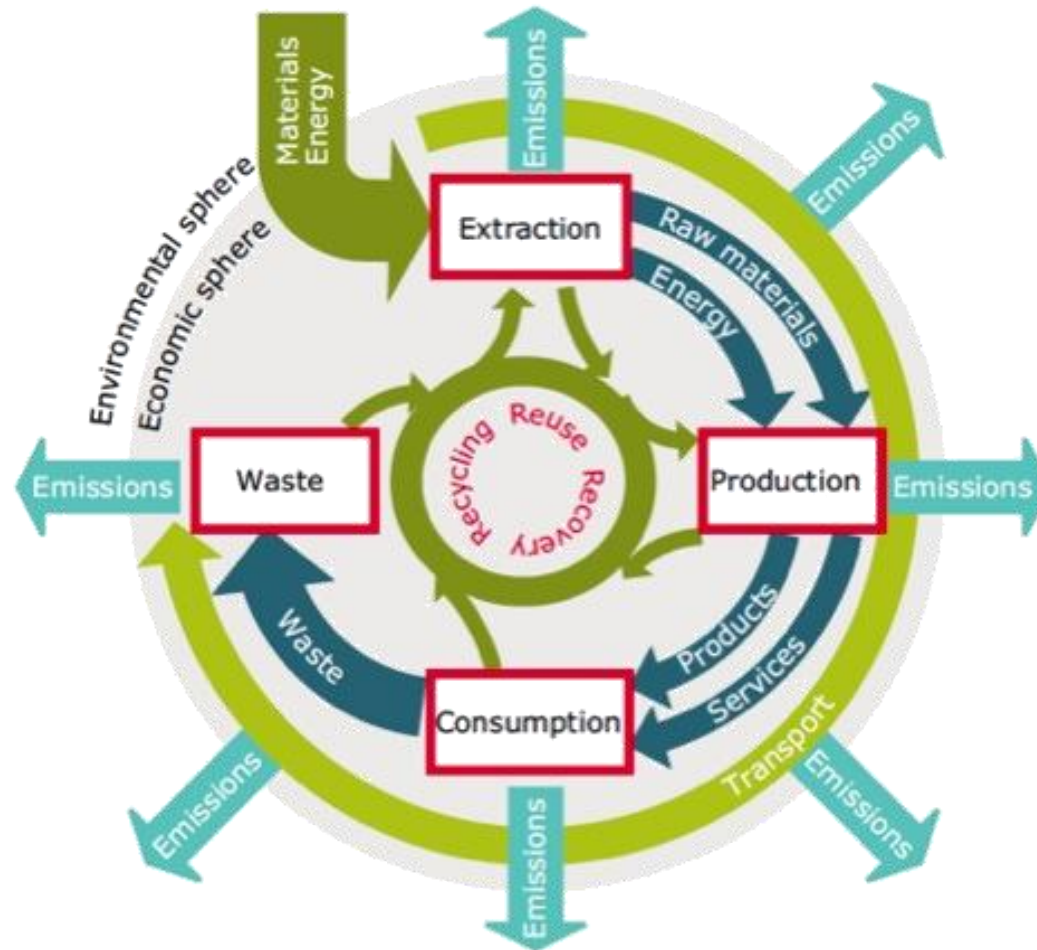 Materials
Energy
Emissions
Emissions
Environmental sphere
Economic sphere
Extraction
Raw materials
Energy
Recycling Reuse Recovery
Emissions
Waste
Production
Emissions
Waste
Products
Services
Consumption
Transport
Emissions
Emissions
Emissions